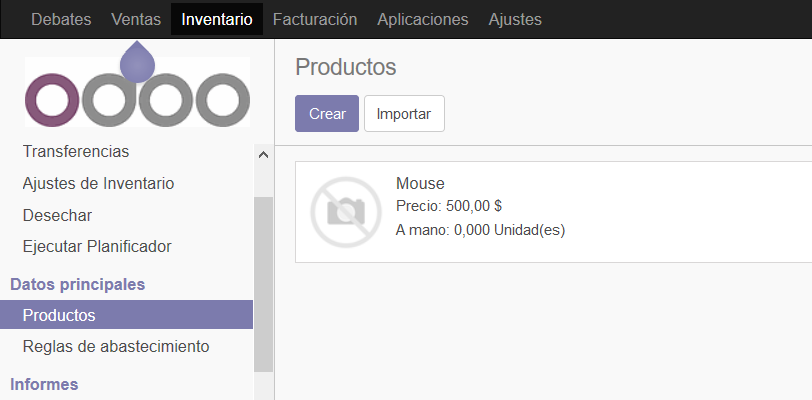 Debates Ventas Inventario Facturación Aplicaciones Ajustes
odoo
Transferencias
Ajustes de Inventario
Desechar
Ejecutar Planificador
Datos principales
Productos
Reglas de abastecimiento
Informes
Productos
Crear Importar
Mouse
Precio: 500,00 $
A mano: 0,000 Unidad(es)